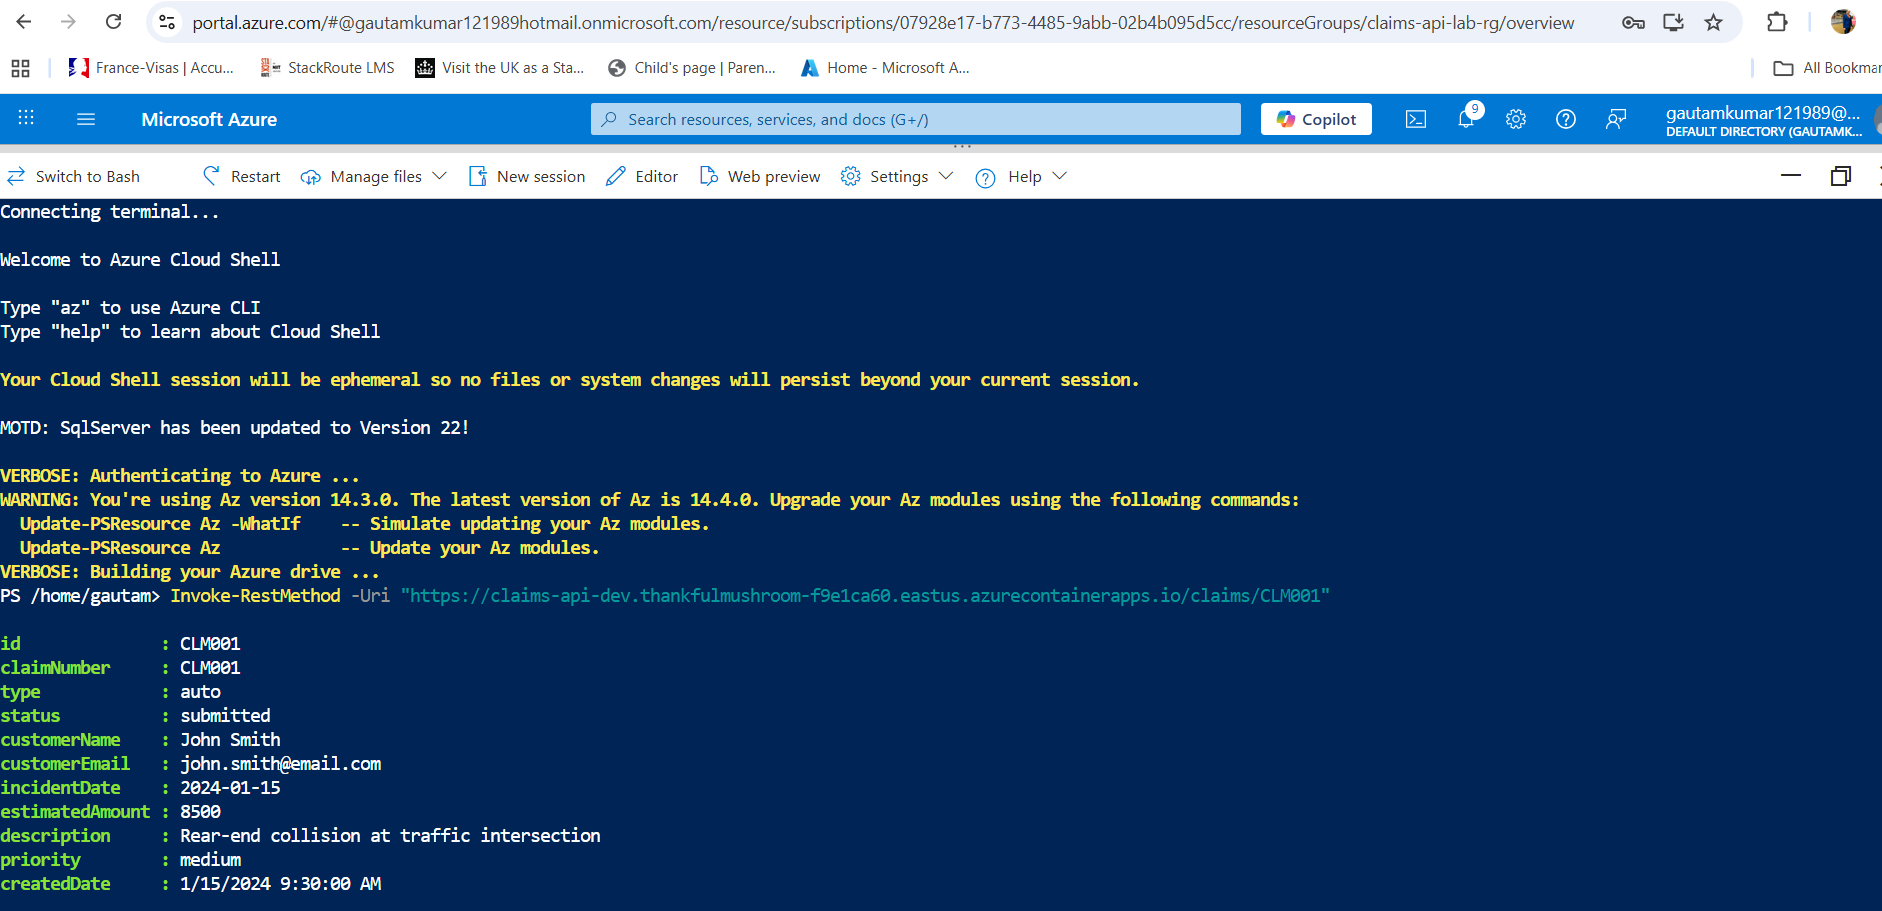 portal.azure.com/#@gautamkumar121989hotmail.onmicrosoft.com/resource/subscriptions/07928e17-b773-4485-9abb-02b4b095d5cc/resourceGroups/claims-api-lab-rg/overview
France-Visas | Accu... StackRoute LMS Visit the UK as a Sta... Child's page | Paren... Home - Microsoft A... All Bookmar
Microsoft Azure Search resources, services, and docs (G+/) Copilot 9 gautamkumar121989@...
DEFAULT DIRECTORY (GAUTAMK...
Switch to Bash Restart Manage files New session Editor Web preview Settings Help
Connecting terminal...
Welcome to Azure Cloud Shell
Type "az" to use Azure CLI
Type "help" to learn about Cloud Shell
Your Cloud Shell session will be ephemeral so no files or system changes will persist beyond your current session.
MOTD: SqlServer has been updated to Version 22!
VERBOSE: Authenticating to Azure ...
WARNING: You're using Az version 14.3.0. The latest version of Az is 14.4.0. Upgrade your Az modules using the following commands:
Update-PSResource Az -WhatIf -- Simulate updating your Az modules.
Update-PSResource Az -- Update your Az modules.
VERBOSE: Building your Azure drive ...
PS /home/gautam> Invoke-RestMethod -Uri "https://claims-api-dev.thankfulmushroom-f9e1ca60.eastus.azurecontainerapps.io/claims/CLM001"
id : CLM001
claimNumber : CLM001
type : auto
status : submitted
customerName : John Smith
customerEmail : john.smith@email.com
incidentDate : 2024-01-15
estimatedAmount : 8500
description : Rear-end collision at traffic intersection
priority : medium
createdDate : 1/15/2024 9:30:00 AM